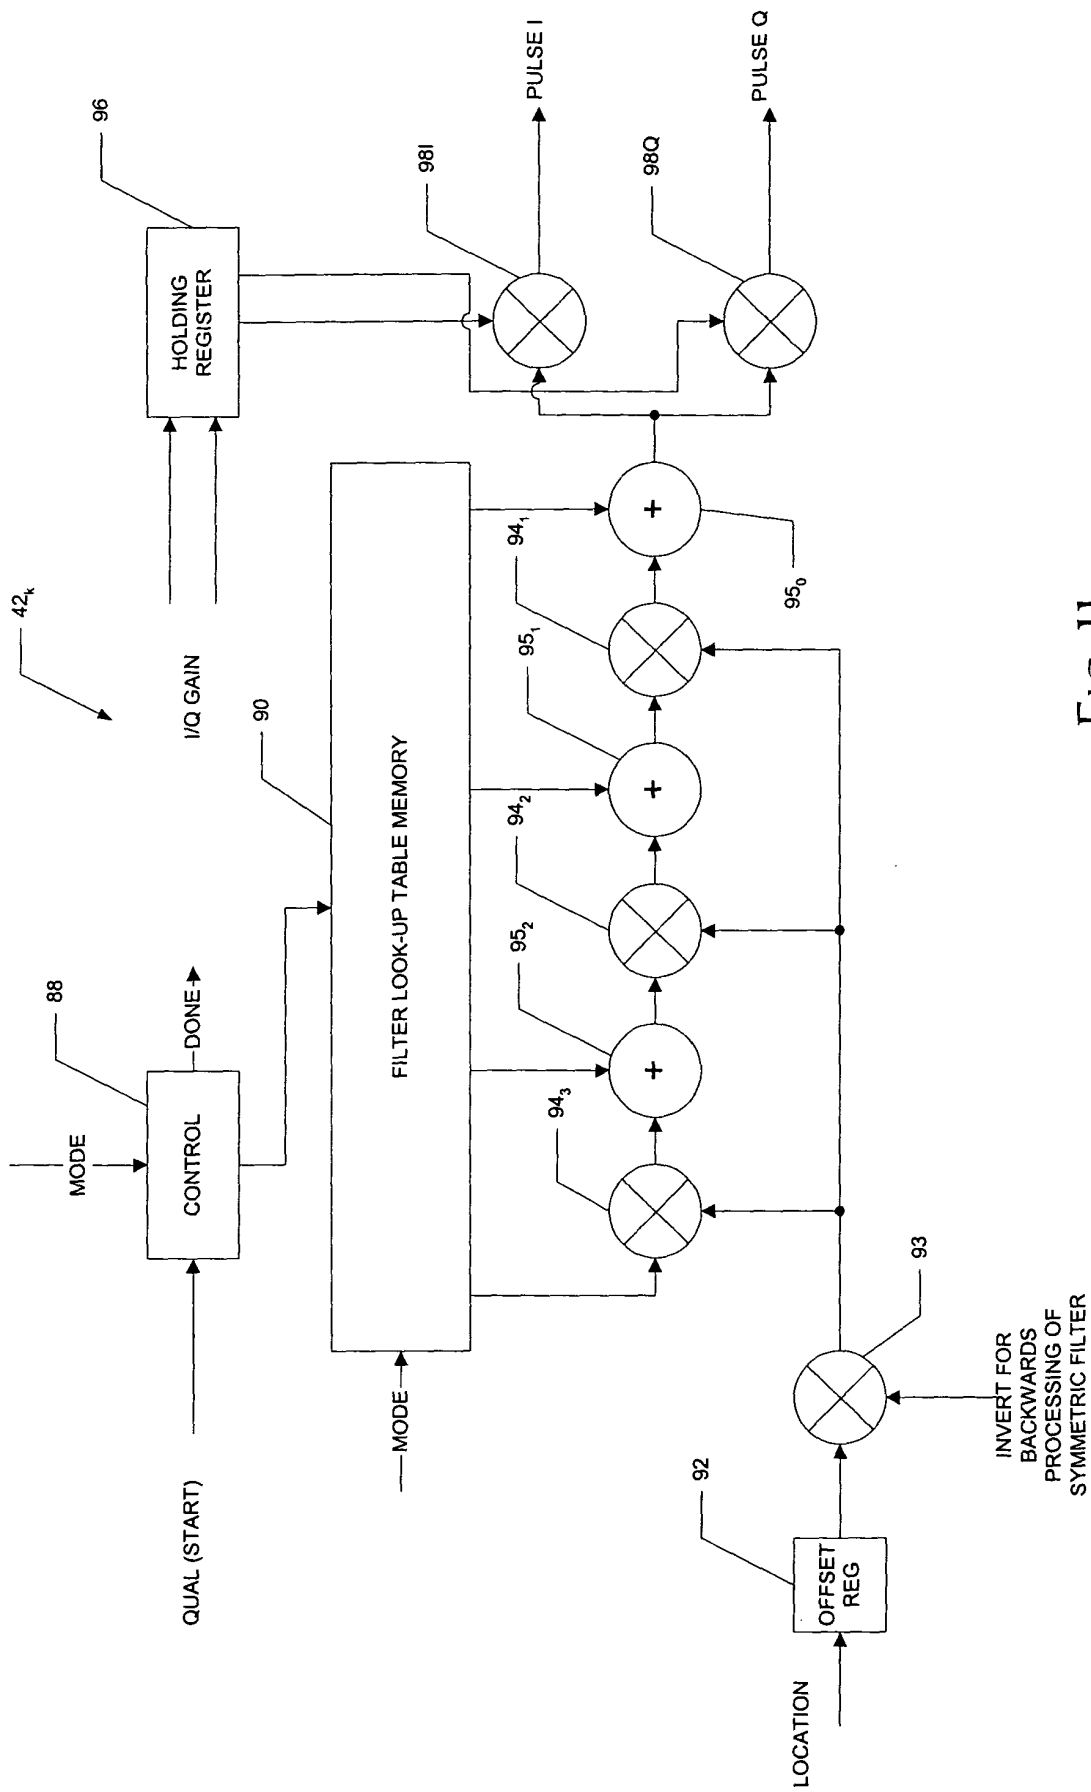 42ₖ
QUAL (START)
MODE
CONTROL
88
DONE
I/Q GAIN
HOLDING
REGISTER
96
MODE
FILTER LOOK-UP TABLE MEMORY
90
94₃
95₂
94₂
95₁
94₁
95₀
98I
PULSE I
98Q
PULSE Q
LOCATION
OFFSET
REG
92
93
INVERT FOR
BACKWARDS
PROCESSING OF
SYMMETRIC FILTER